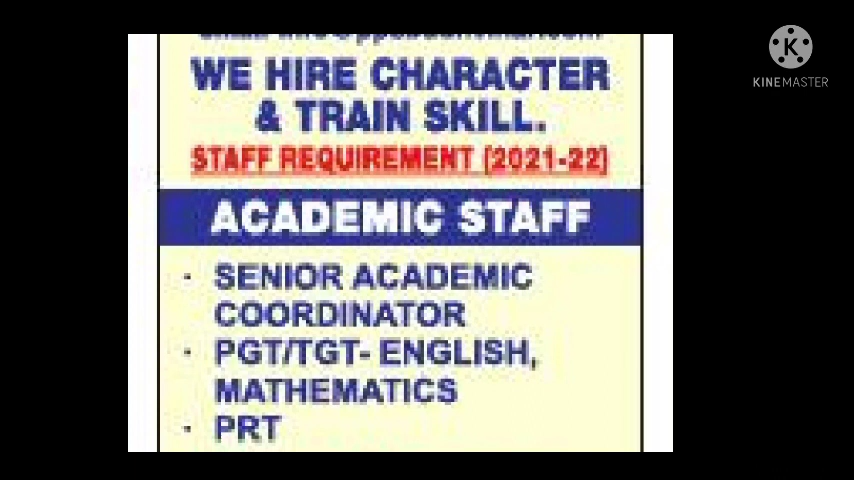 WE HIRE CHARACTER
& TRAIN SKILL.
STAFF REQUIREMENT (2021-22)
ACADEMIC STAFF
· SENIOR ACADEMIC
COORDINATOR
· PGT/TGT- ENGLISH,
MATHEMATICS
· PRT
K
KINEMASTER